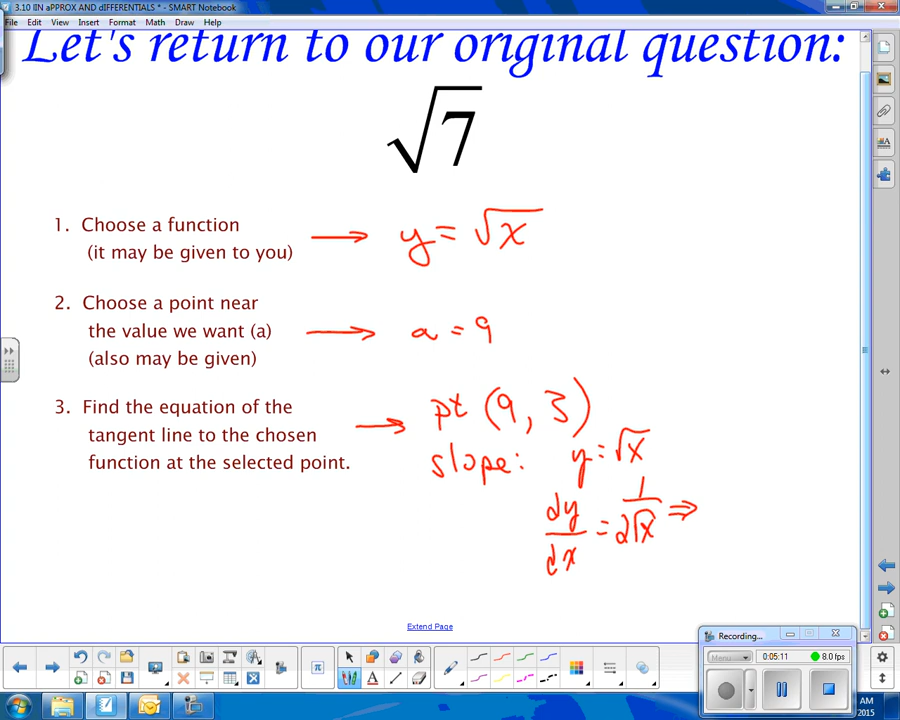 3.10 lIN aPPROX AND dIFFERENTIALS * - SMART Notebook
File Edit View Insert Format Math Draw Help
Let's return to our original question:
√7
1. Choose a function
(it may be given to you)
→ y = √x
2. Choose a point near
the value we want (a)
(also may be given)
→ a = 9
3. Find the equation of the
tangent line to the chosen
function at the selected point.
→ pt (9, 3)
slope: y = √x
dy/dx = 1/2√x ⇒
Extend Page
Recording...
Menu
0:05:11
8.0 fps
AM
2015